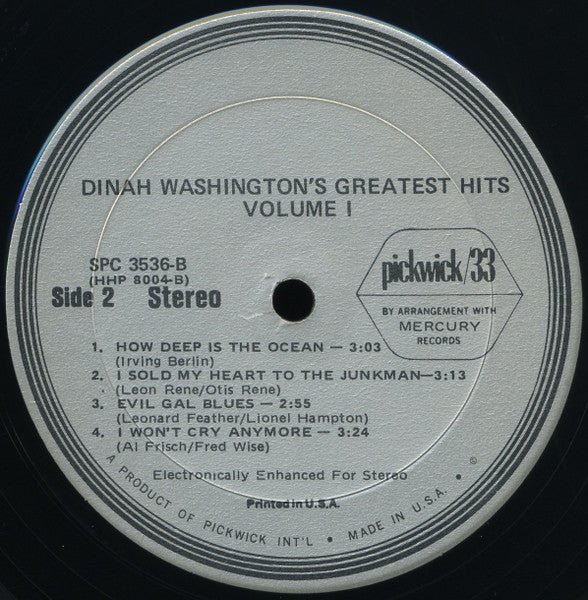 DINAH WASHINGTON'S GREATEST HITS
VOLUME I
SPC 3536-B
(HHP 8004-B)
Side 2 Stereo
pickwick/33
BY ARRANGEMENT WITH
MERCURY
RECORDS
1. HOW DEEP IS THE OCEAN — 3:03
(Irving Berlin)
2. I SOLD MY HEART TO THE JUNKMAN—3:13
(Leon Rene/Otis Rene)
3. EVIL GAL BLUES — 2:55
(Leonard Feather/Lionel Hampton)
4. I WON'T CRY ANYMORE — 3:24
(Al Frisch/Fred Wise)
Electronically Enhanced For Stereo
Printed in U.S.A.
A PRODUCT OF PICKWICK INT'L • MADE IN U.S.A. • ©